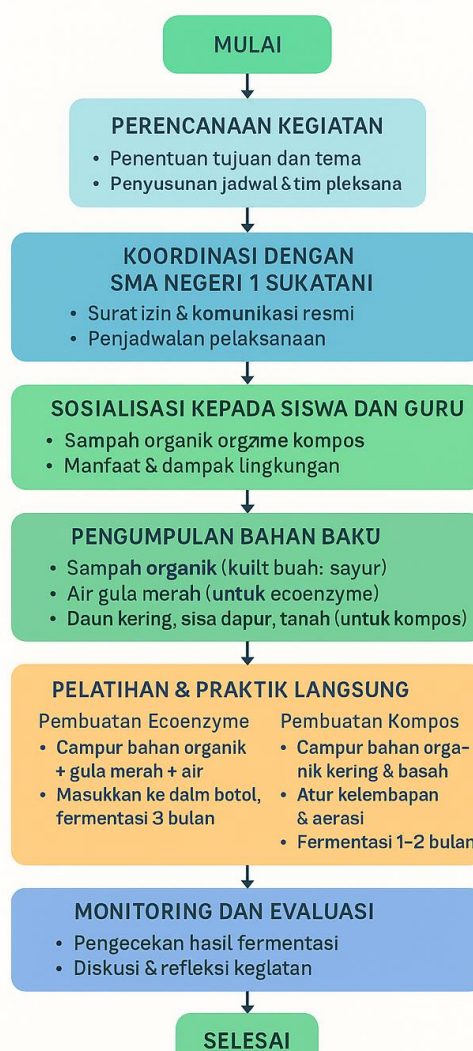 MULAI
PERENCANAAN KEGIATAN
• Penentuan tujuan dan tema
• Penyusunan jadwal & tim pleksana
KOORDINASI DENGAN
SMA NEGERI 1 SUKATANI
• Surat izin & komunikasi resmi
• Penjadwalan pelaksanaan
SOSIALISASI KEPADA SISWA DAN GURU
• Sampah organik kompos
• Manfaat & dampak lingkungan
PENGUMPULAN BAHAN BAKU
• Sampah organik (kuilt buah: sayur)
• Air gula merah (untuk ecoenzyme)
• Daun kering, sisa dapur, tanah (untuk kompos)
PELATIHAN & PRAKTIK LANGSUNG
Pembuatan Ecoenzyme
• Campur bahan organik
+ gula merah + air
• Masukkan ke dalm botol,
fermentasi 3 bulan
Pembuatan Kompos
• Campur bahan orga-
nik kering & basah
• Atur kelembapan
& aerasi
• Fermentasi 1–2 bulan
MONITORING DAN EVALUASI
• Pengecekan hasil fermentasi
• Diskusi & refleksi keglatan
SELESAI